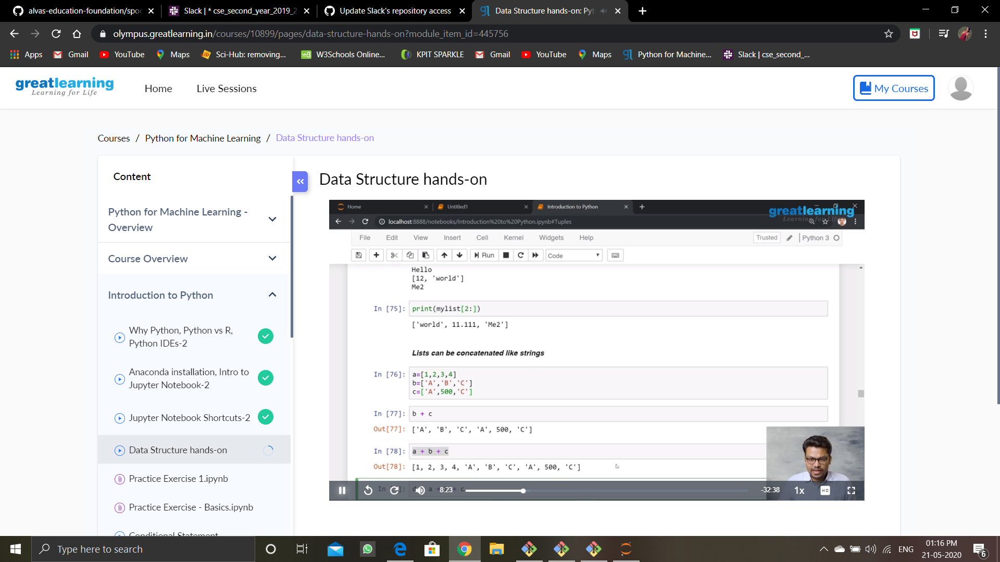 alvas-education-foundation/spoo
Slack | * cse_second_year_2019_2
Update Slack's repository access
Data Structure hands-on: Pyt
olympus.greatlearning.in/courses/10899/pages/data-structure-hands-on?module_item_id=445756
Apps
Gmail
YouTube
Maps
Sci-Hub: removing...
W3Schools Online...
KPIT SPARKLE
Gmail
YouTube
Maps
Python for Machine...
Slack | cse_second_...
greatlearning
Learning for Life
Home
Live Sessions
My Courses
Courses / Python for Machine Learning / Data Structure hands-on
Content
Python for Machine Learning -
Overview
Course Overview
Introduction to Python
Why Python, Python vs R,
Python IDEs-2
Anaconda installation, Intro to
Jupyter Notebook-2
Jupyter Notebook Shortcuts-2
Data Structure hands-on
Practice Exercise 1.ipynb
Practice Exercise - Basics.ipynb
Conditional Statement
Data Structure hands-on
Home
Untitled1
Introduction to Python
greatlearning
Learning for Life
localhost:8888/notebooks/Introduction%20to%20Python.ipynb#Tuples
File Edit View Insert Cell Kernel Widgets Help
Trusted
Python 3
Run
Code
Hello
[12, 'world']
Me2
In [75]: print(mylist[2:])
['world', 11.111, 'Me2']
Lists can be concatenated like strings
In [76]: a=[1,2,3,4]
b=['A','B','C']
c=['A',500,'C']
In [77]: b + c
Out[77]: ['A', 'B', 'C', 'A', 500, 'C']
In [78]: a + b + c
Out[78]: [1, 2, 3, 4, 'A', 'B', 'C', 'A', 500, 'C']
8:23
-32:38
1x
HD
Type here to search
ENG
01:16 PM
21-05-2020
6